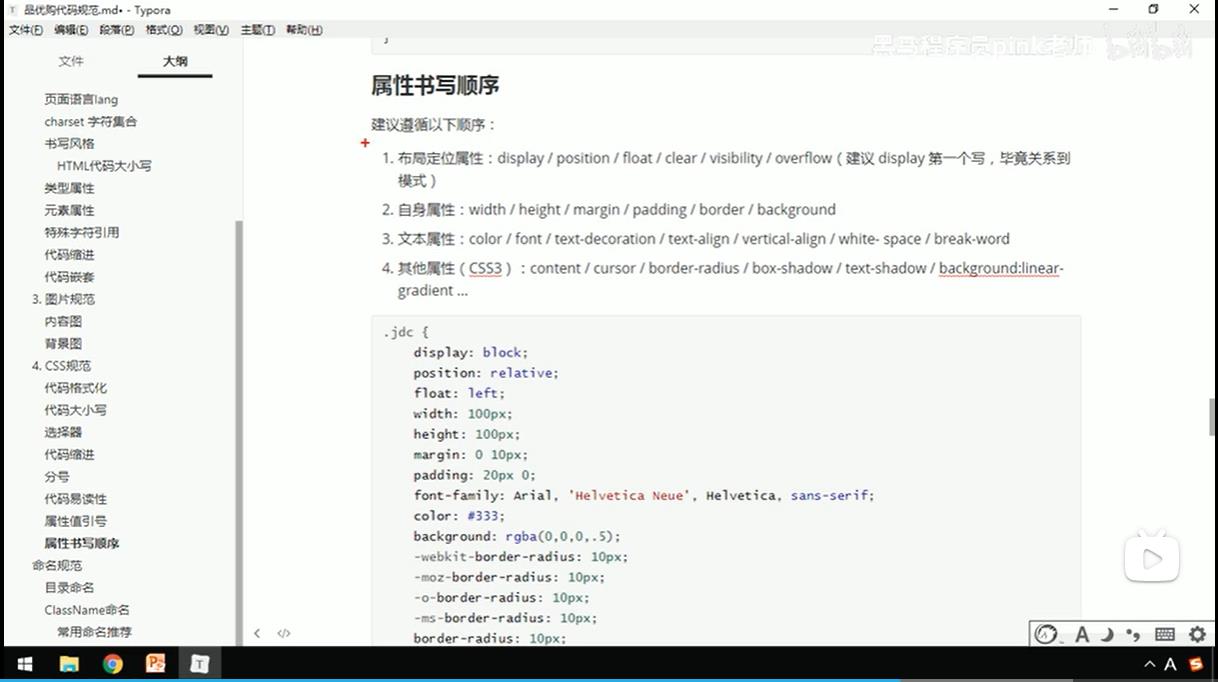 品优购代码规范.md• - Typora
文件(F) 编辑(E) 段落(P) 格式(O) 视图(V) 主题(T) 帮助(H)
黑马程序员pink老师 bilibili
文件 大纲
页面语言lang
charset 字符集合
书写风格
HTML代码大小写
类型属性
元素属性
特殊字符引用
代码缩进
代码嵌套
3. 图片规范
内容图
背景图
4. CSS规范
代码格式化
代码大小写
选择器
代码缩进
分号
代码易读性
属性值引号
属性书写顺序
命名规范
目录命名
ClassName命名
常用命名推荐
}
属性书写顺序
建议遵循以下顺序：
1. 布局定位属性：display / position / float / clear / visibility / overflow（建议 display 第一个写，毕竟关系到
模式）
2. 自身属性：width / height / margin / padding / border / background
3. 文本属性：color / font / text-decoration / text-align / vertical-align / white- space / break-word
4. 其他属性（CSS3）：content / cursor / border-radius / box-shadow / text-shadow / background:linear-
gradient ...
.jdc {
display: block;
position: relative;
float: left;
width: 100px;
height: 100px;
margin: 0 10px;
padding: 20px 0;
font-family: Arial, 'Helvetica Neue', Helvetica, sans-serif;
color: #333;
background: rgba(0,0,0,.5);
-webkit-border-radius: 10px;
-moz-border-radius: 10px;
-o-border-radius: 10px;
-ms-border-radius: 10px;
border-radius: 10px;